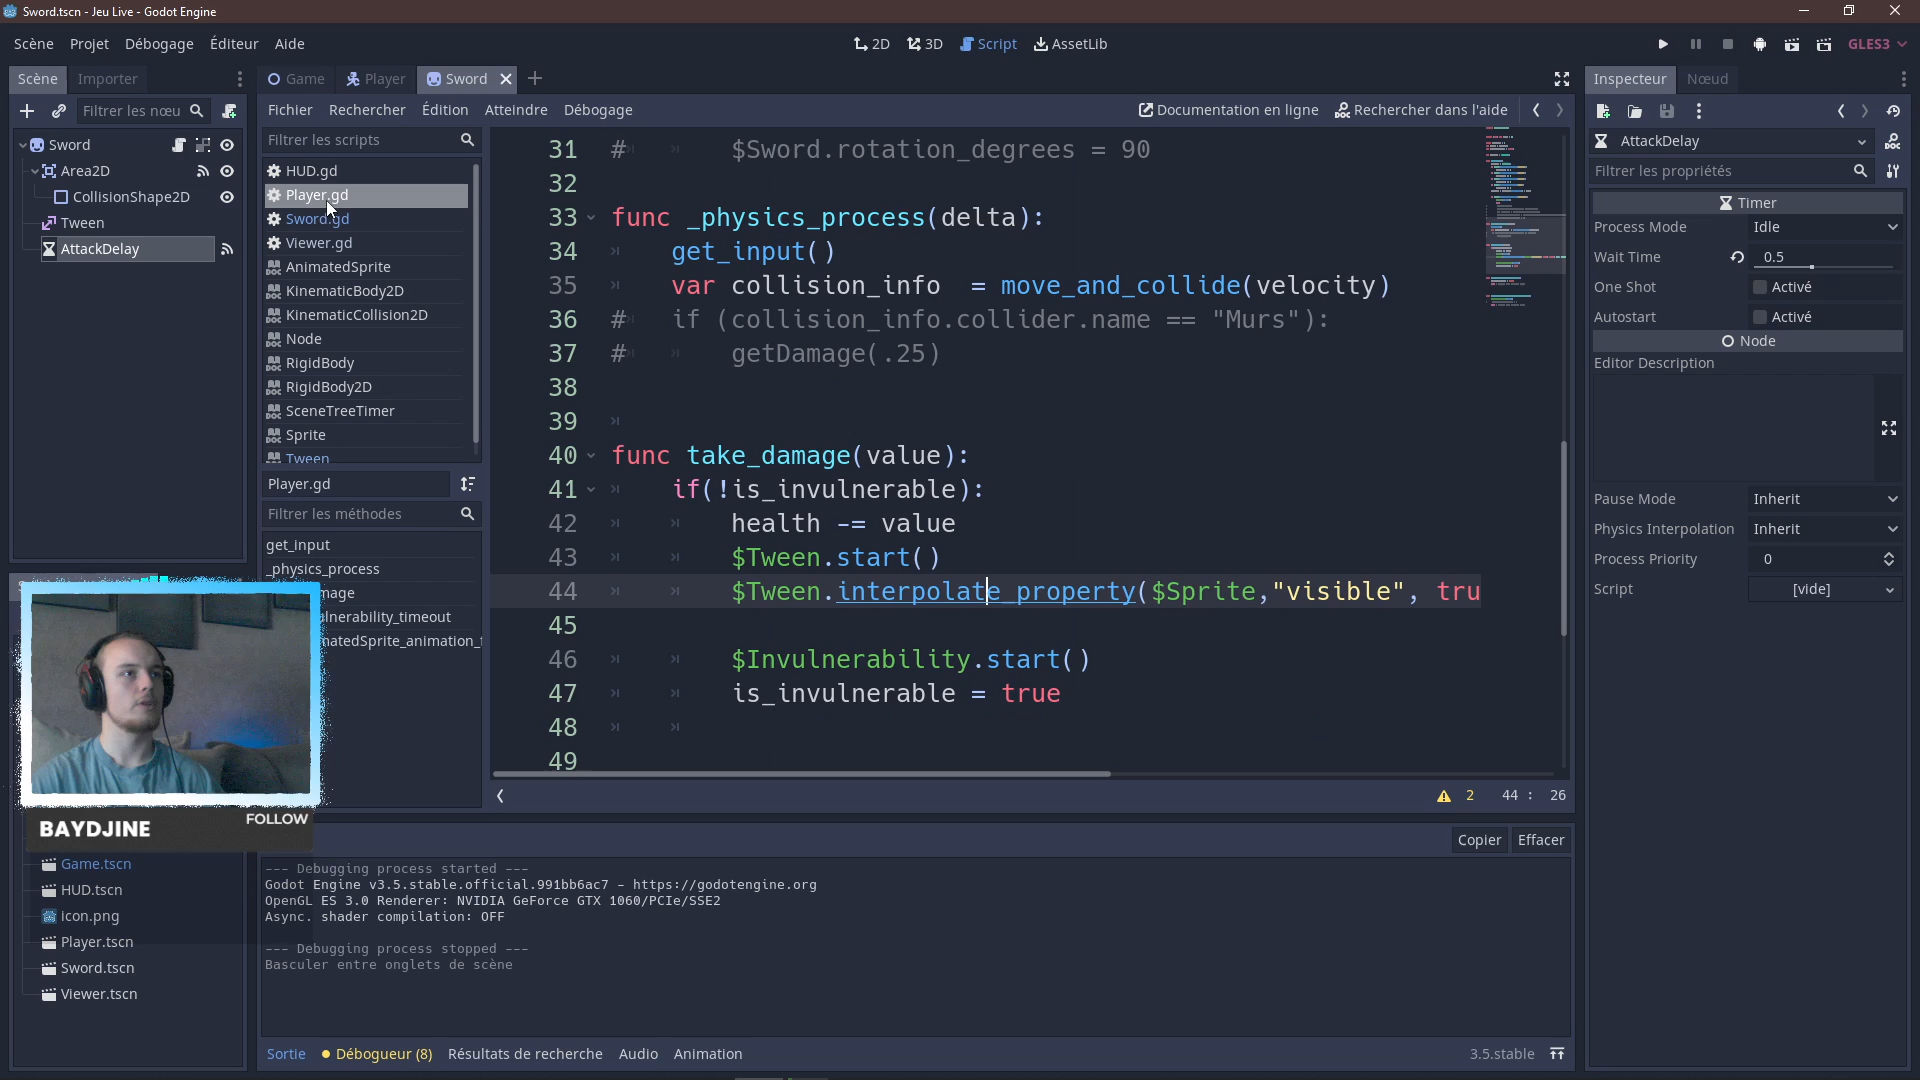 Sword.tscn - Jeu Live - Godot Engine
Scène Projet Débogage Éditeur Aide
2D 3D Script AssetLib
GLES3
Scène Importer
Filtrer les nœu
Sword
Area2D
CollisionShape2D
Tween
AttackDelay
Game Player Sword
Fichier Rechercher Édition Atteindre Débogage
Documentation en ligne Rechercher dans l'aide
Filtrer les scripts
HUD.gd
Player.gd
Sword.gd
Viewer.gd
AnimatedSprite
KinematicBody2D
KinematicCollision2D
Node
RigidBody
RigidBody2D
SceneTreeTimer
Sprite
Tween
Player.gd
Filtrer les méthodes
get_input
_physics_process
mage
lnerability_timeout
natedSprite_animation_f
31 # $Sword.rotation_degrees = 90
32
33 func _physics_process(delta):
34 get_input()
35 var collision_info  = move_and_collide(velocity)
36 # if (collision_info.collider.name == "Murs"):
37 # getDamage(.25)
38
39
40 func take_damage(value):
41 if(!is_invulnerable):
42 health -= value
43 $Tween.start()
44 $Tween.interpolate_property($Sprite,"visible", tru
45
46 $Invulnerability.start()
47 is_invulnerable = true
48
49
2 44 : 26
Inspecteur Nœud
AttackDelay
Filtrer les propriétés
Timer
Process Mode Idle
Wait Time 0.5
One Shot Activé
Autostart Activé
Node
Editor Description
Pause Mode Inherit
Physics Interpolation Inherit
Process Priority 0
Script [vide]
BAYDJINE FOLLOW
Game.tscn
HUD.tscn
icon.png
Player.tscn
Sword.tscn
Viewer.tscn
Copier Effacer
--- Debugging process started ---
Godot Engine v3.5.stable.official.991bb6ac7 - https://godotengine.org
OpenGL ES 3.0 Renderer: NVIDIA GeForce GTX 1060/PCIe/SSE2
Async. shader compilation: OFF
--- Debugging process stopped ---
Basculer entre onglets de scène
Sortie Débogueur (8) Résultats de recherche Audio Animation
3.5.stable